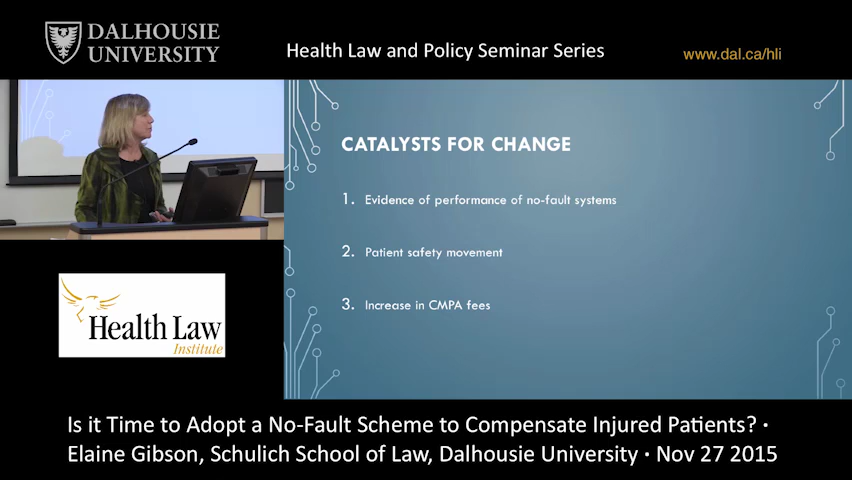 DALHOUSIE
UNIVERSITY
Health Law and Policy Seminar Series
www.dal.ca/hli
CATALYSTS FOR CHANGE
1. Evidence of performance of no-fault systems
2. Patient safety movement
3. Increase in CMPA fees
Health Law
Institute
Is it Time to Adopt a No-Fault Scheme to Compensate Injured Patients? ·
Elaine Gibson, Schulich School of Law, Dalhousie University · Nov 27 2015